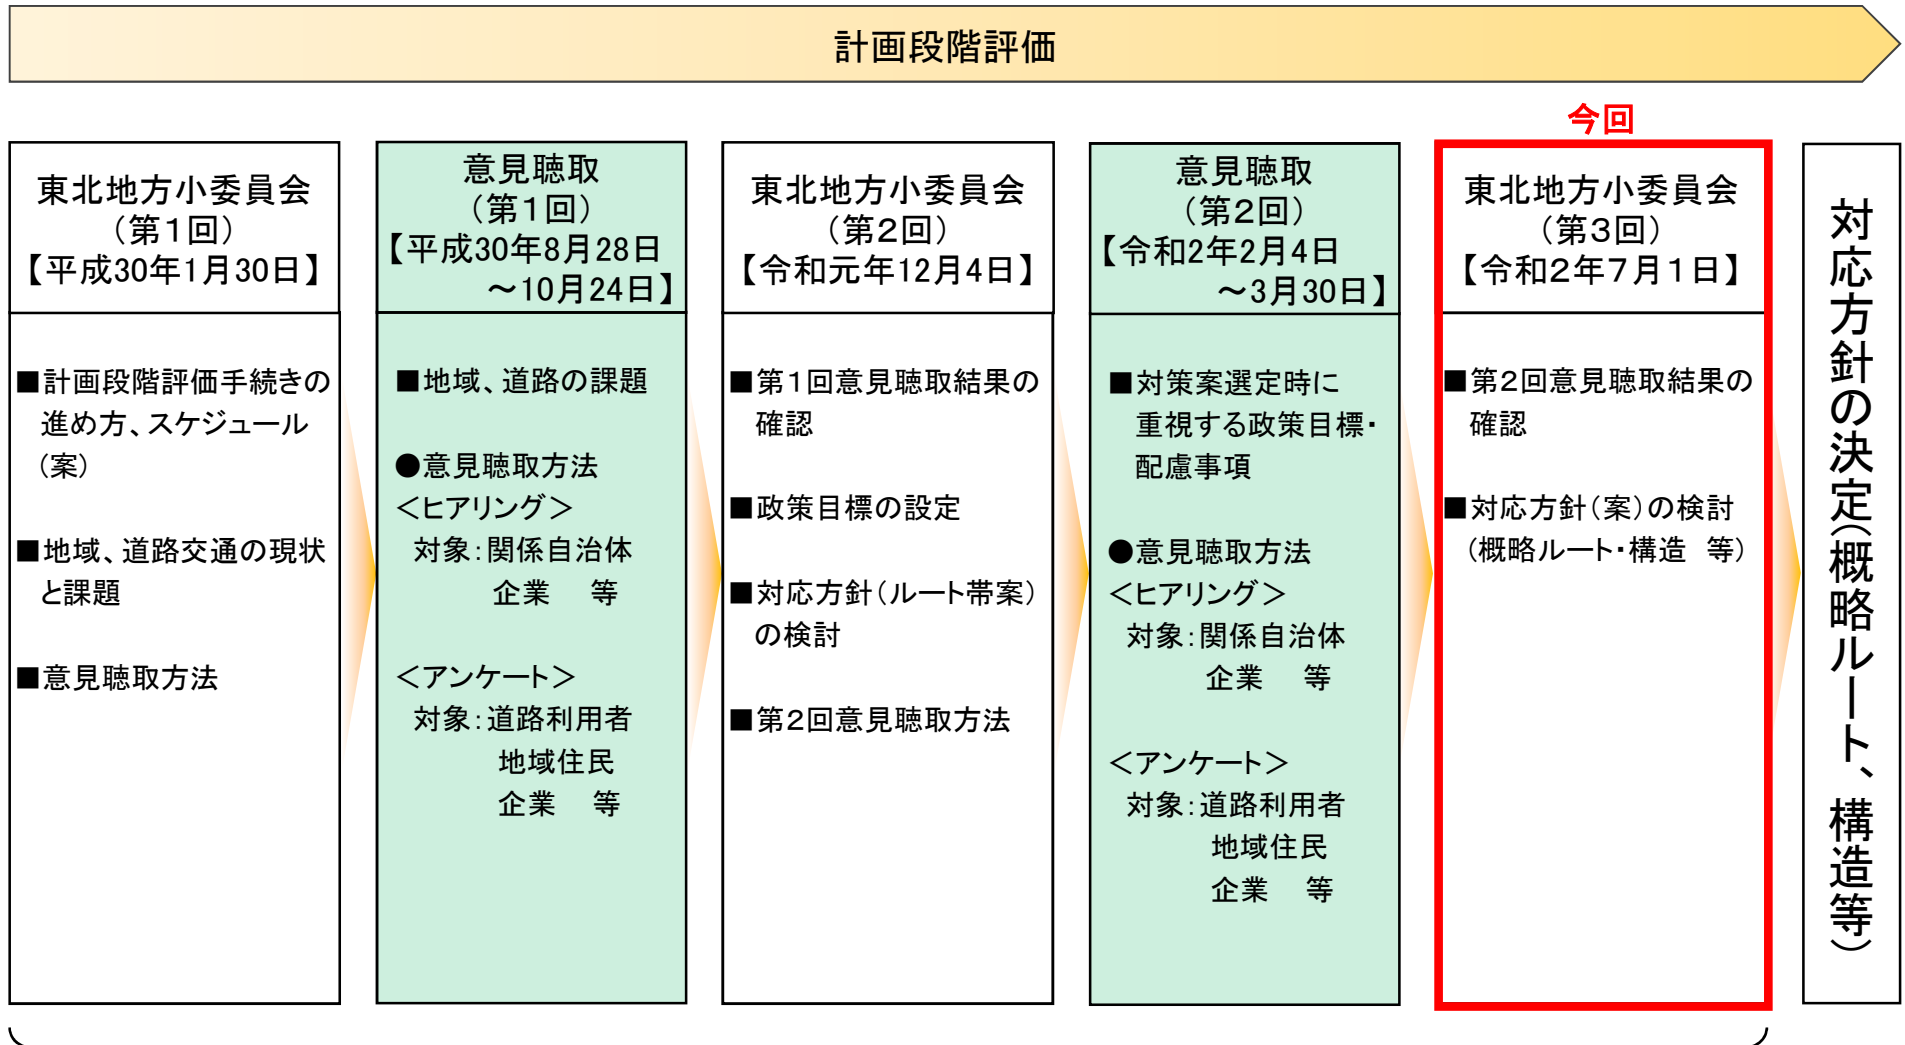 計画段階評価
今回
東北地方小委員会
（第１回）
【平成30年1月30日】
■計画段階評価手続きの
進め方、スケジュール
（案）
■地域、道路交通の現状
と課題
■意見聴取方法
意見聴取
（第１回）
【平成30年8月28日
～10月24日】
■地域、道路の課題
●意見聴取方法
＜ヒアリング＞
対象：関係自治体
企業　等
＜アンケート＞
対象：道路利用者
地域住民
企業　等
東北地方小委員会
（第２回）
【令和元年12月4日】
■第１回意見聴取結果の
確認
■政策目標の設定
■対応方針（ルート帯案）
の検討
■第２回意見聴取方法
意見聴取
（第２回）
【令和2年2月4日
～3月30日】
■対策案選定時に
重視する政策目標・
配慮事項
●意見聴取方法
＜ヒアリング＞
対象：関係自治体
企業　等
＜アンケート＞
対象：道路利用者
地域住民
企業　等
東北地方小委員会
（第３回）
【令和２年７月１日】
■第２回意見聴取結果の
確認
■対応方針（案）の検討
（概略ルート・構造　等）
対応方針の決定（概略ルート、構造等）